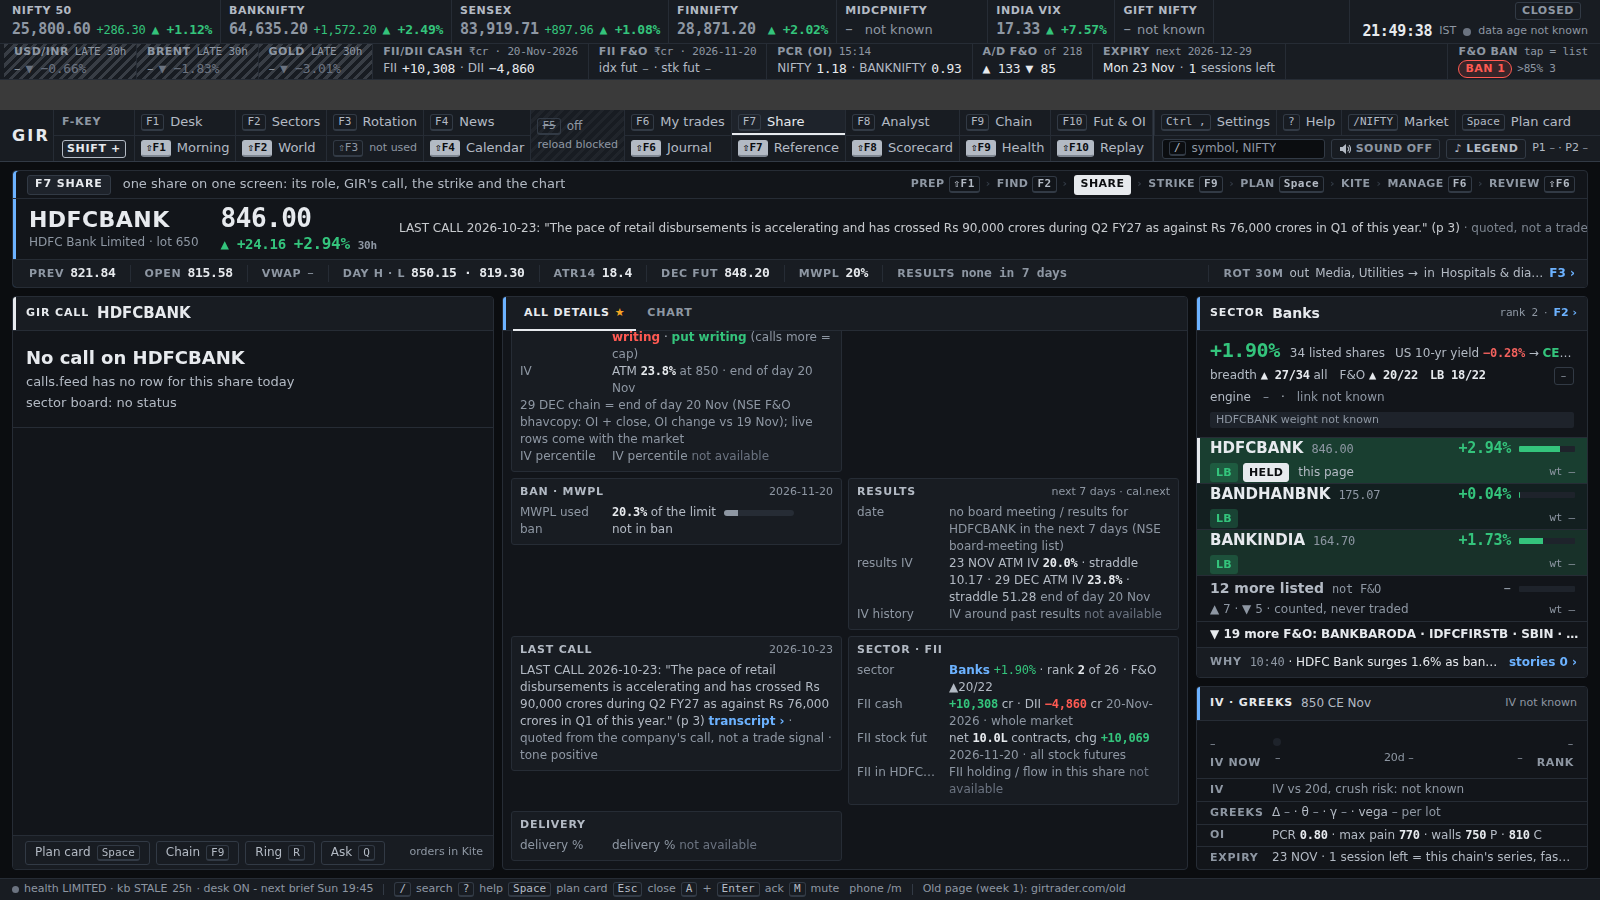 NIFTY 50 BANKNIFTY SENSEX FINNIFTY MIDCPNIFTY INDIA VIX GIFT NIFTY CLOSED
25,800.60 +286.30 ▲ +1.12% 64,635.20 +1,572.20 ▲ +2.49% 83,919.71 +897.96 ▲ +1.08% 28,871.20 ▲ +2.02% – not known 17.33 ▲ +7.57% – not known 21:49:38 IST ● data age not known
USD/INR LATE 30h BRENT LATE 30h GOLD LATE 30h FII/DII CASH ₹cr · 20-Nov-2026 FII F&O ₹cr · 2026-11-20 PCR (OI) 15:14 A/D F&O of 218 EXPIRY next 2026-12-29 F&O BAN tap = list
– ▼ −0.66% – ▼ −1.83% – ▼ −3.01% FII +10,308 · DII −4,860 idx fut – · stk fut – NIFTY 1.18 · BANKNIFTY 0.93 ▲ 133 ▼ 85 Mon 23 Nov · 1 sessions left BAN 1 >85% 3
GIR F-KEY F1 Desk F2 Sectors F3 Rotation F4 News F5 off F6 My trades F7 Share F8 Analyst F9 Chain F10 Fut & OI Ctrl , Settings ? Help /NIFTY Market Space Plan card
SHIFT + ⇧F1 Morning ⇧F2 World ⇧F3 not used ⇧F4 Calendar reload blocked ⇧F6 Journal ⇧F7 Reference ⇧F8 Scorecard ⇧F9 Health ⇧F10 Replay / symbol, NIFTY SOUND OFF ♪ LEGEND P1 – · P2 –
F7 SHARE one share on one screen: its role, GIR's call, the strike and the chart PREP ⇧F1 › FIND F2 › SHARE › STRIKE F9 › PLAN Space › KITE › MANAGE F6 › REVIEW ⇧F6
HDFCBANK 846.00
HDFC Bank Limited · lot 650 ▲ +24.16 +2.94% 30h LAST CALL 2026-10-23: "The pace of retail disbursements is accelerating and has crossed Rs 90,000 crores during Q2 FY27 as against Rs 76,000 crores in Q1 of this year." (p 3) · quoted, not a trade
PREV 821.84 OPEN 815.58 VWAP – DAY H · L 850.15 · 819.30 ATR14 18.4 DEC FUT 848.20 MWPL 20% RESULTS none in 7 days ROT 30M out Media, Utilities → in Hospitals & dia… F3 ›
GIR CALL HDFCBANK
No call on HDFCBANK
calls.feed has no row for this share today
sector board: no status
Plan card Space Chain F9 Ring R Ask Q orders in Kite
ALL DETAILS ★ CHART
writing · put writing (calls more =
cap)
IV ATM 23.8% at 850 · end of day 20
Nov
29 DEC chain = end of day 20 Nov (NSE F&O
bhavcopy: OI + close, OI change vs 19 Nov); live
rows come with the market
IV percentile IV percentile not available
BAN · MWPL 2026-11-20
MWPL used 20.3% of the limit
ban not in ban
RESULTS next 7 days · cal.next
date no board meeting / results for
HDFCBANK in the next 7 days (NSE
board-meeting list)
results IV 23 NOV ATM IV 20.0% · straddle
10.17 · 29 DEC ATM IV 23.8% ·
straddle 51.28 end of day 20 Nov
IV history IV around past results not available
LAST CALL 2026-10-23
LAST CALL 2026-10-23: "The pace of retail
disbursements is accelerating and has crossed Rs
90,000 crores during Q2 FY27 as against Rs 76,000
crores in Q1 of this year." (p 3) transcript › ·
quoted from the company's call, not a trade signal ·
tone positive
SECTOR · FII
sector Banks +1.90% · rank 2 of 26 · F&O
▲20/22
FII cash +10,308 cr · DII −4,860 cr 20-Nov-
2026 · whole market
FII stock fut net 10.0L contracts, chg +10,069
2026-11-20 · all stock futures
FII in HDFC… FII holding / flow in this share not
available
DELIVERY
delivery % delivery % not available
SECTOR Banks rank 2 · F2 ›
+1.90% 34 listed shares US 10-yr yield −0.28% → CE…
breadth ▲ 27/34 all F&O ▲ 20/22 LB 18/22 –
engine – · link not known
HDFCBANK weight not known
HDFCBANK 846.00 +2.94%
LB HELD this page wt –
BANDHANBNK 175.07 +0.04%
LB wt –
BANKINDIA 164.70 +1.73%
LB wt –
12 more listed not F&O –
▲ 7 · ▼ 5 · counted, never traded wt –
▼ 19 more F&O: BANKBARODA · IDFCFIRSTB · SBIN · …
WHY 10:40 · HDFC Bank surges 1.6% as ban… stories 0 ›
IV · GREEKS 850 CE Nov IV not known
– –
IV NOW – 20d – – RANK
IV IV vs 20d, crush risk: not known
GREEKS Δ – · θ – · γ – · vega – per lot
OI PCR 0.80 · max pain 770 · walls 750 P · 810 C
EXPIRY 23 NOV · 1 session left = this chain's series, fas…
● health LIMITED · kb STALE 25h · desk ON - next brief Sun 19:45 / search ? help Space plan card Esc close A + Enter ack M mute phone /m Old page (week 1): girtrader.com/old